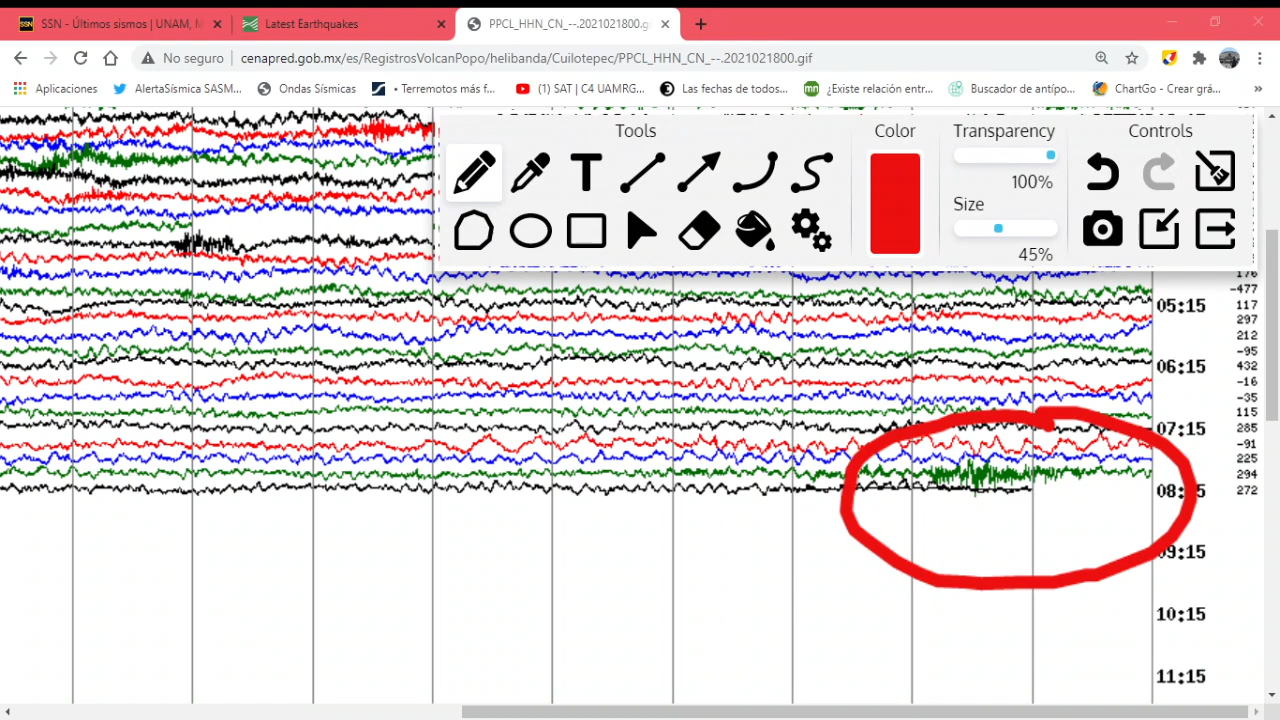 SSN - Últimos sismos | UNAM, M
Latest Earthquakes
PPCL_HHN_CN_--.2021021800.gi
No seguro
cenapred.gob.mx/es/RegistrosVolcanPopo/helibanda/Cuilotepec/PPCL_HHN_CN_--.2021021800.gif
Aplicaciones
AlertaSísmica SASM...
Ondas Sísmicas
• Terremotos más f...
(1) SAT | C4 UAMRG...
Las fechas de todos...
¿Existe relación entr...
Buscador de antípo...
ChartGo - Crear grá...
Tools
Color
Transparency
Controls
100%
Size
45%
176
-477
05:15 117
297
212
-95
06:15 432
-16
-35
115
07:15 285
-91
225
294
08:15 272
09:15
10:15
11:15